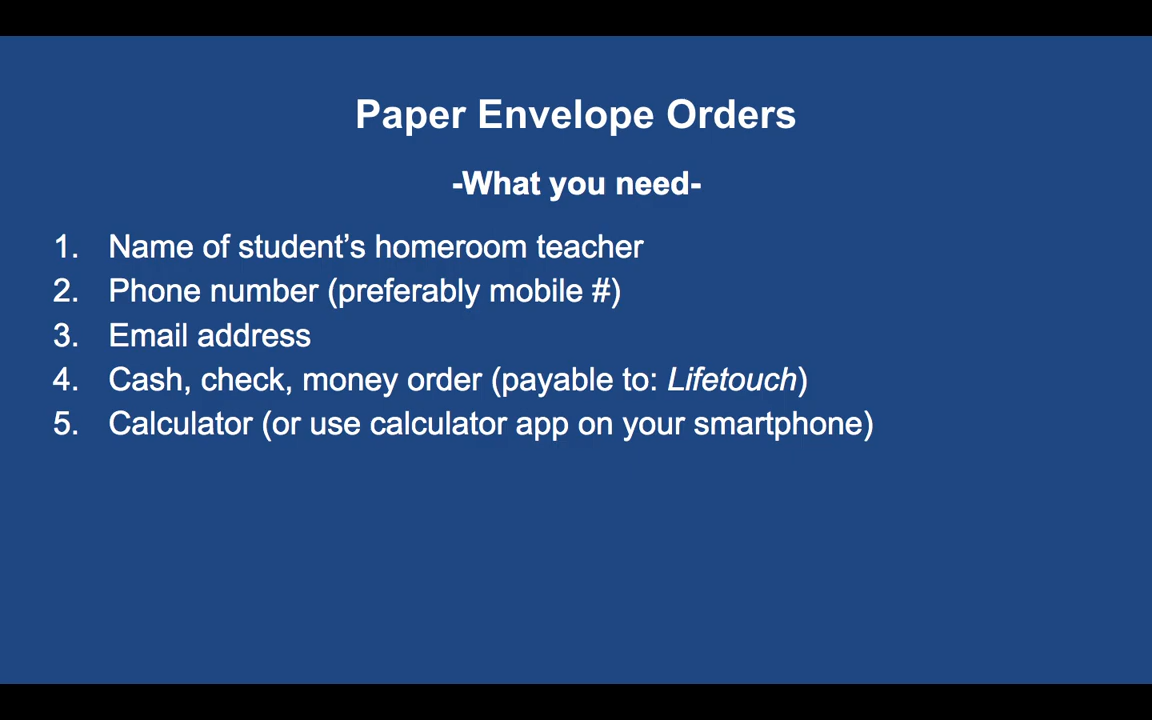 Paper Envelope Orders
-What you need-
1. Name of student’s homeroom teacher
2. Phone number (preferably mobile #)
3. Email address
4. Cash, check, money order (payable to: Lifetouch)
5. Calculator (or use calculator app on your smartphone)